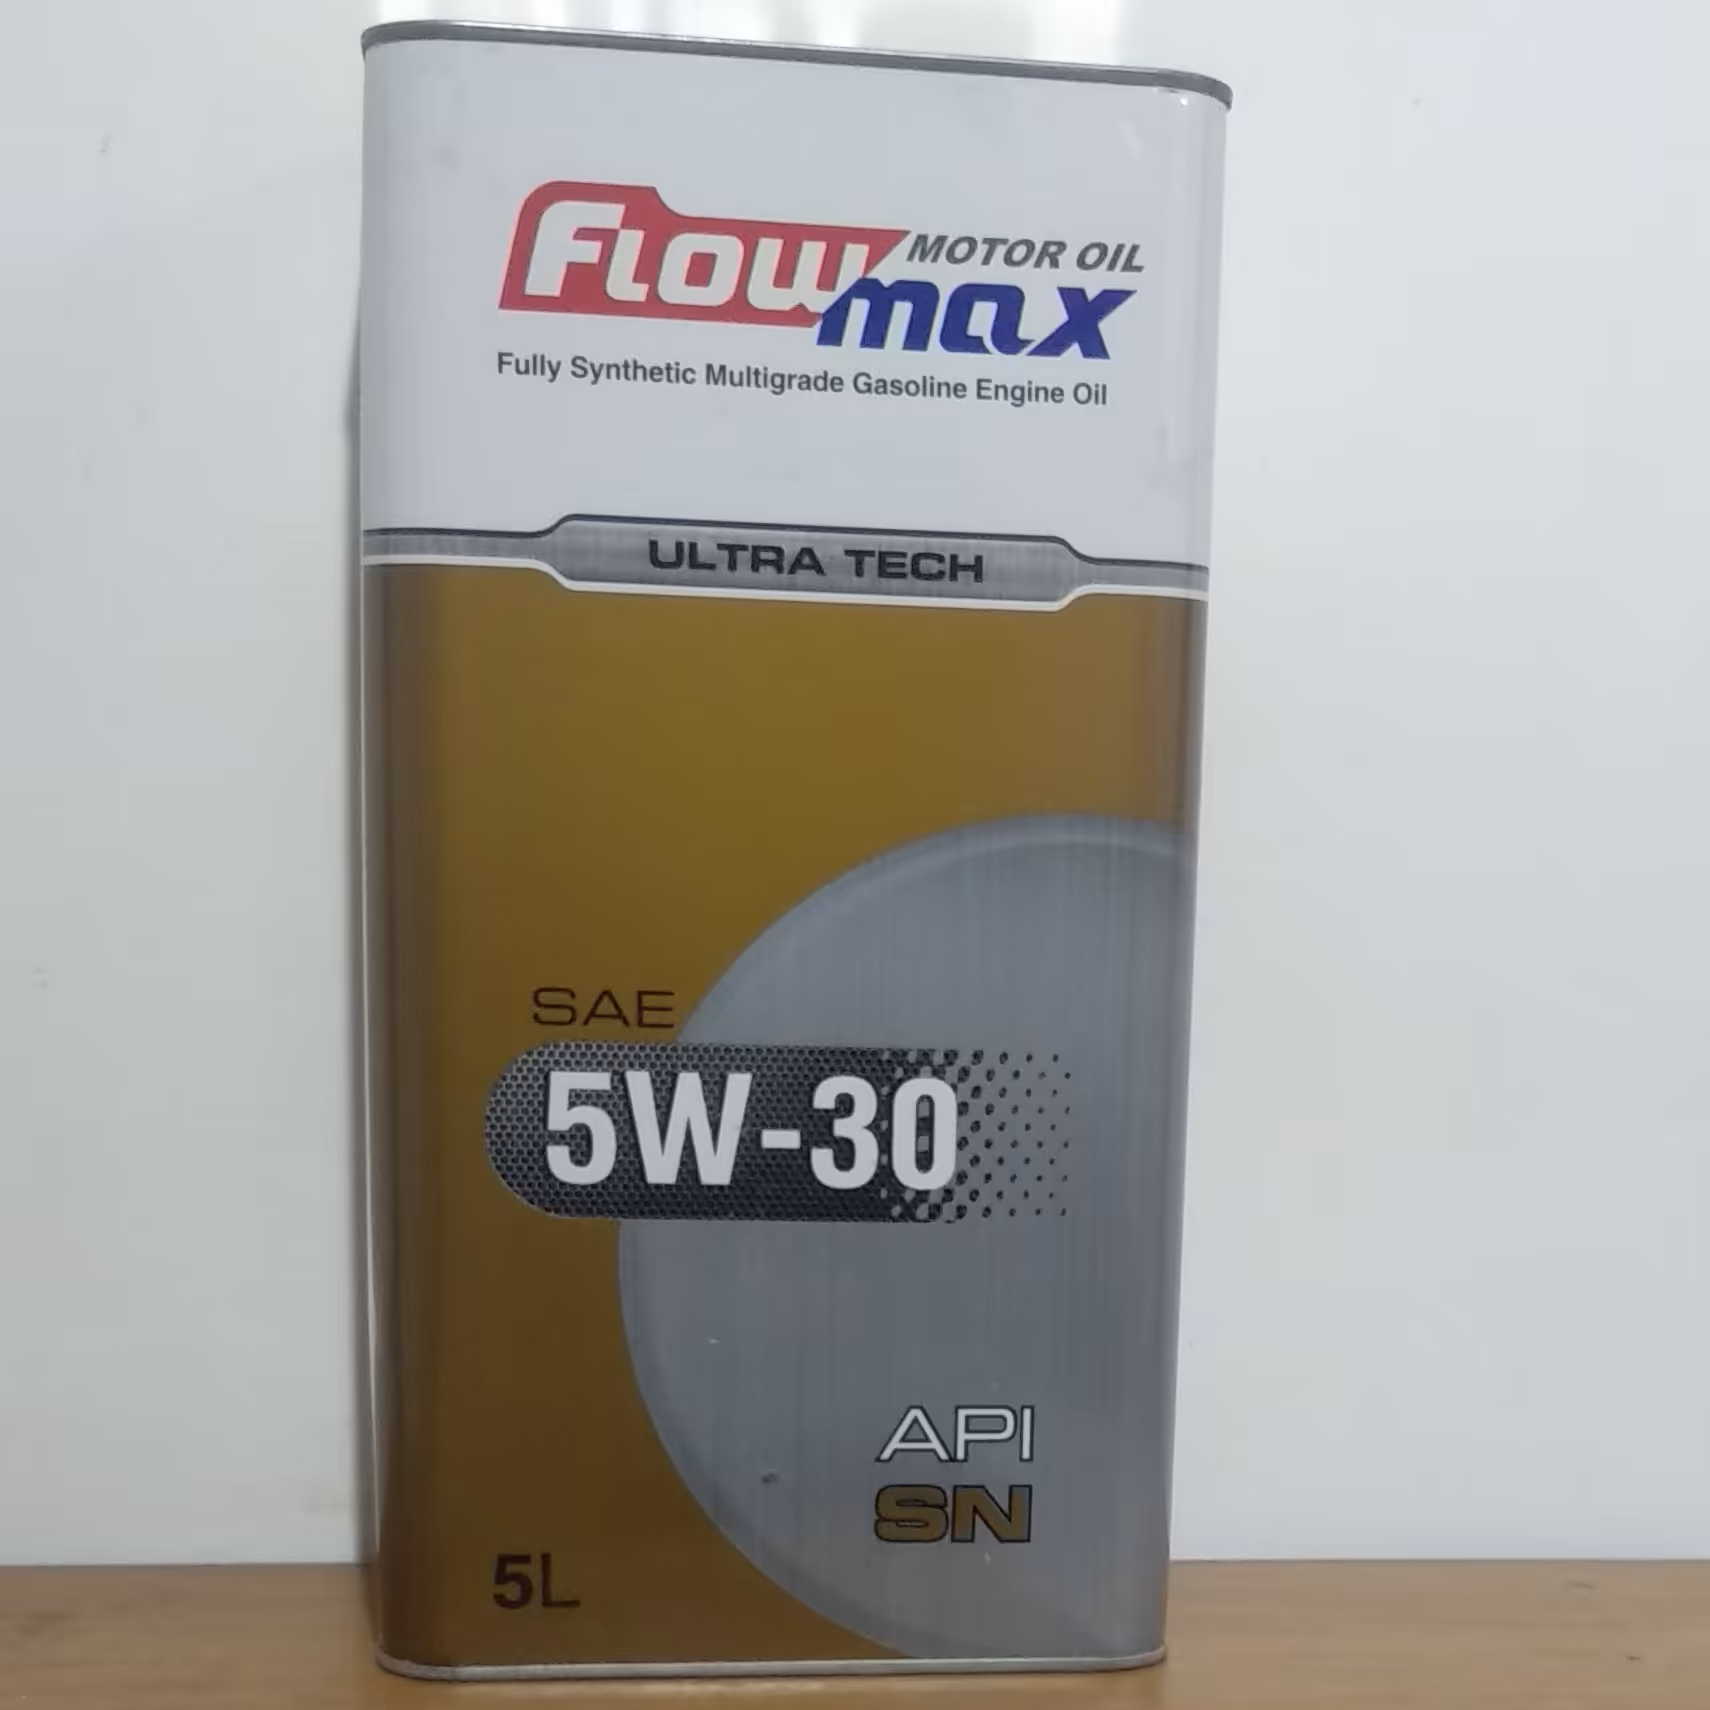 Flow MOTOR OIL
max
Fully Synthetic Multigrade Gasoline Engine Oil
ULTRA TECH
SAE
5W-30
API
SN
5L